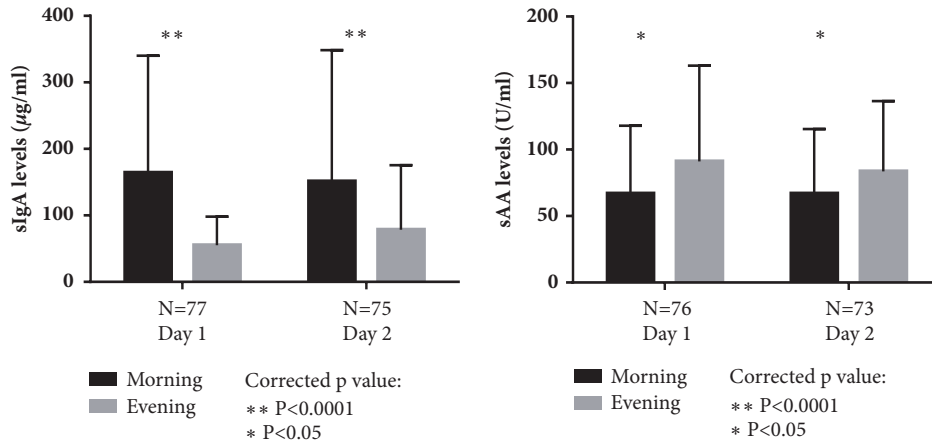 sIgA levels (μg/ml)
400
300
200
100
0
** **
N=77 N=75
Day 1 Day 2
Morning
Evening
Corrected p value:
** P<0.0001
* P<0.05
sAA levels (U/ml)
200
150
100
50
0
* *
N=76 N=73
Day 1 Day 2
Morning
Evening
Corrected p value:
** P<0.0001
* P<0.05